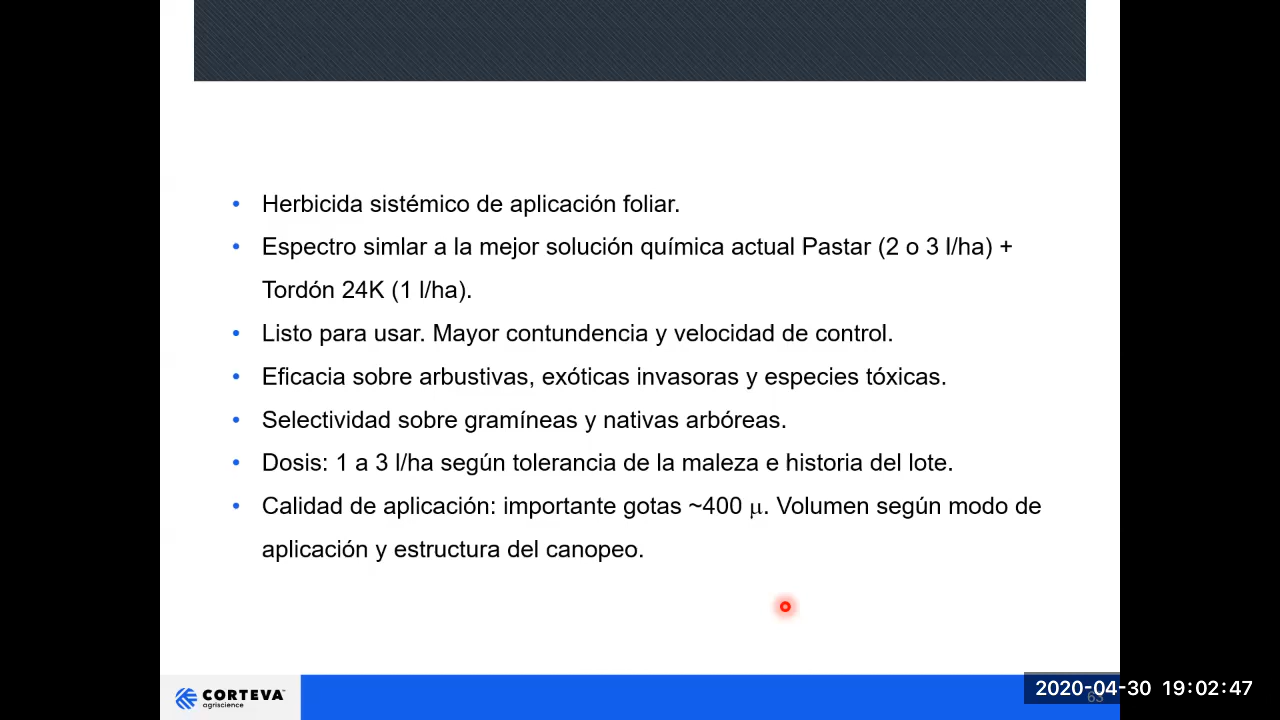 Herbicida sistémico de aplicación foliar.
Espectro simlar a la mejor solución química actual Pastar (2 o 3 l/ha) +
Tordón 24K (1 l/ha).
Listo para usar. Mayor contundencia y velocidad de control.
Eficacia sobre arbustivas, exóticas invasoras y especies tóxicas.
Selectividad sobre gramíneas y nativas arbóreas.
Dosis: 1 a 3 l/ha según tolerancia de la maleza e historia del lote.
Calidad de aplicación: importante gotas ~400 μ. Volumen según modo de
aplicación y estructura del canopeo.
CORTEVA
agriscience
2020-04-30 19:02:47